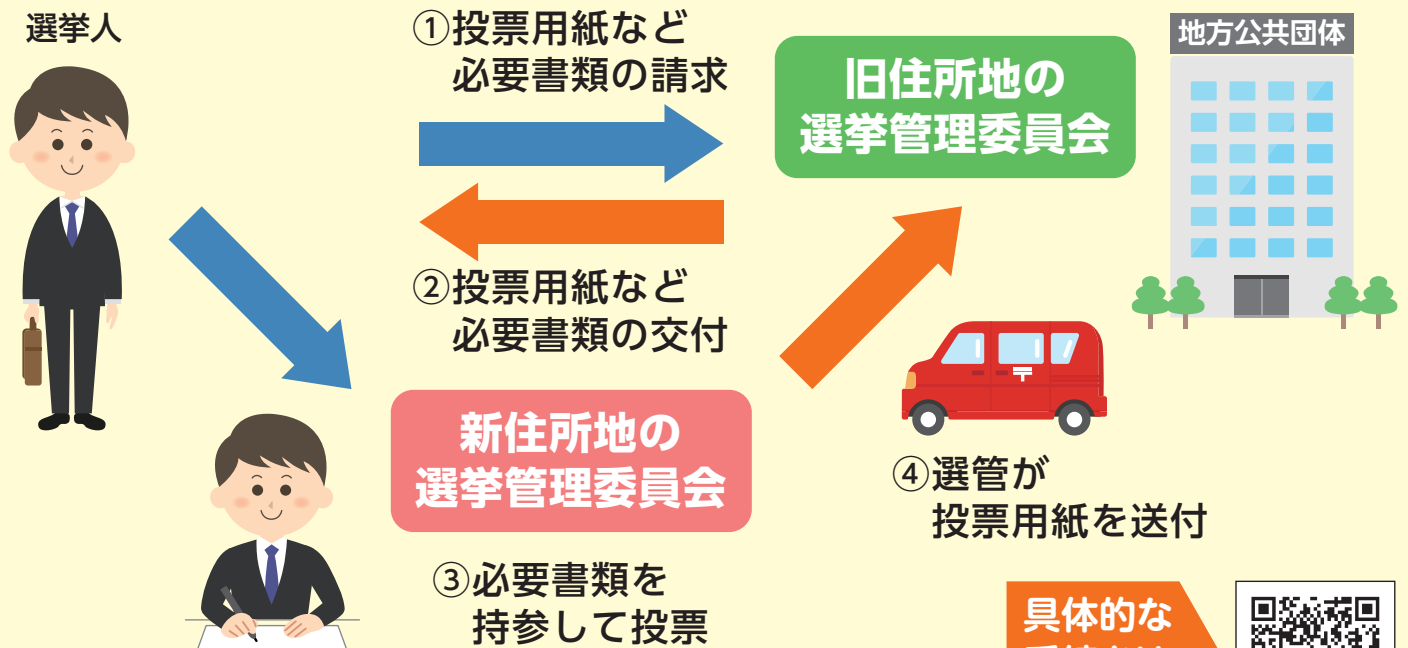 選挙人
①投票用紙など
必要書類の請求
旧住所地の
選挙管理委員会
地方公共団体
②投票用紙など
必要書類の交付
新住所地の
選挙管理委員会
③必要書類を
持参して投票
④選管が
投票用紙を送付
具体的な